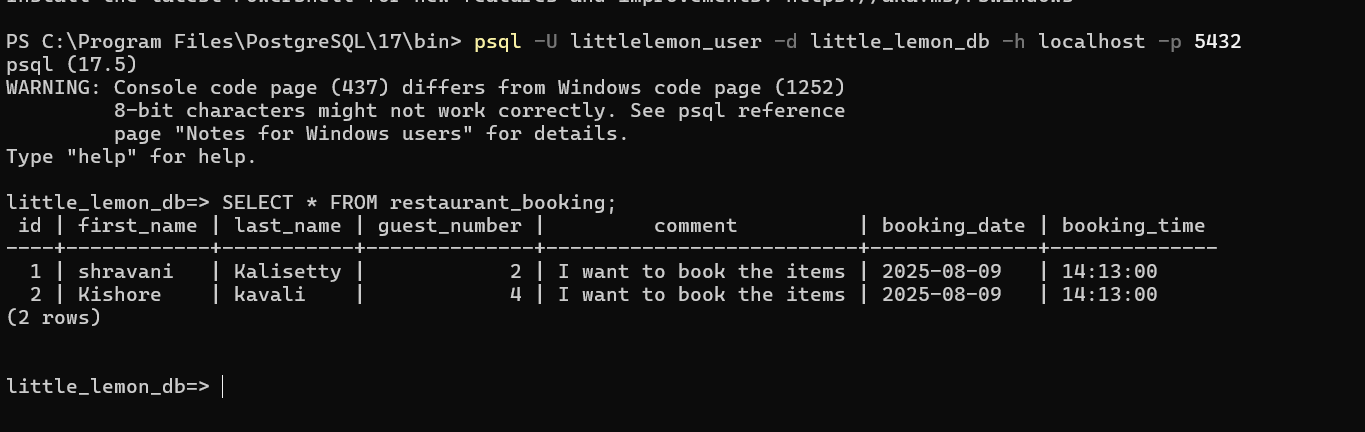 PS C:\Program Files\PostgreSQL\17\bin> psql -U littlelemon_user -d little_lemon_db -h localhost -p 5432
psql (17.5)
WARNING: Console code page (437) differs from Windows code page (1252)
         8-bit characters might not work correctly. See psql reference
         page "Notes for Windows users" for details.
Type "help" for help.

little_lemon_db=> SELECT * FROM restaurant_booking;
 id | first_name | last_name | guest_number |         comment          | booking_date | booking_time
----+------------+-----------+--------------+--------------------------+--------------+--------------
  1 | shravani   | Kalisetty |            2 | I want to book the items | 2025-08-09   | 14:13:00
  2 | Kishore    | kavali    |            4 | I want to book the items | 2025-08-09   | 14:13:00
(2 rows)

little_lemon_db=>